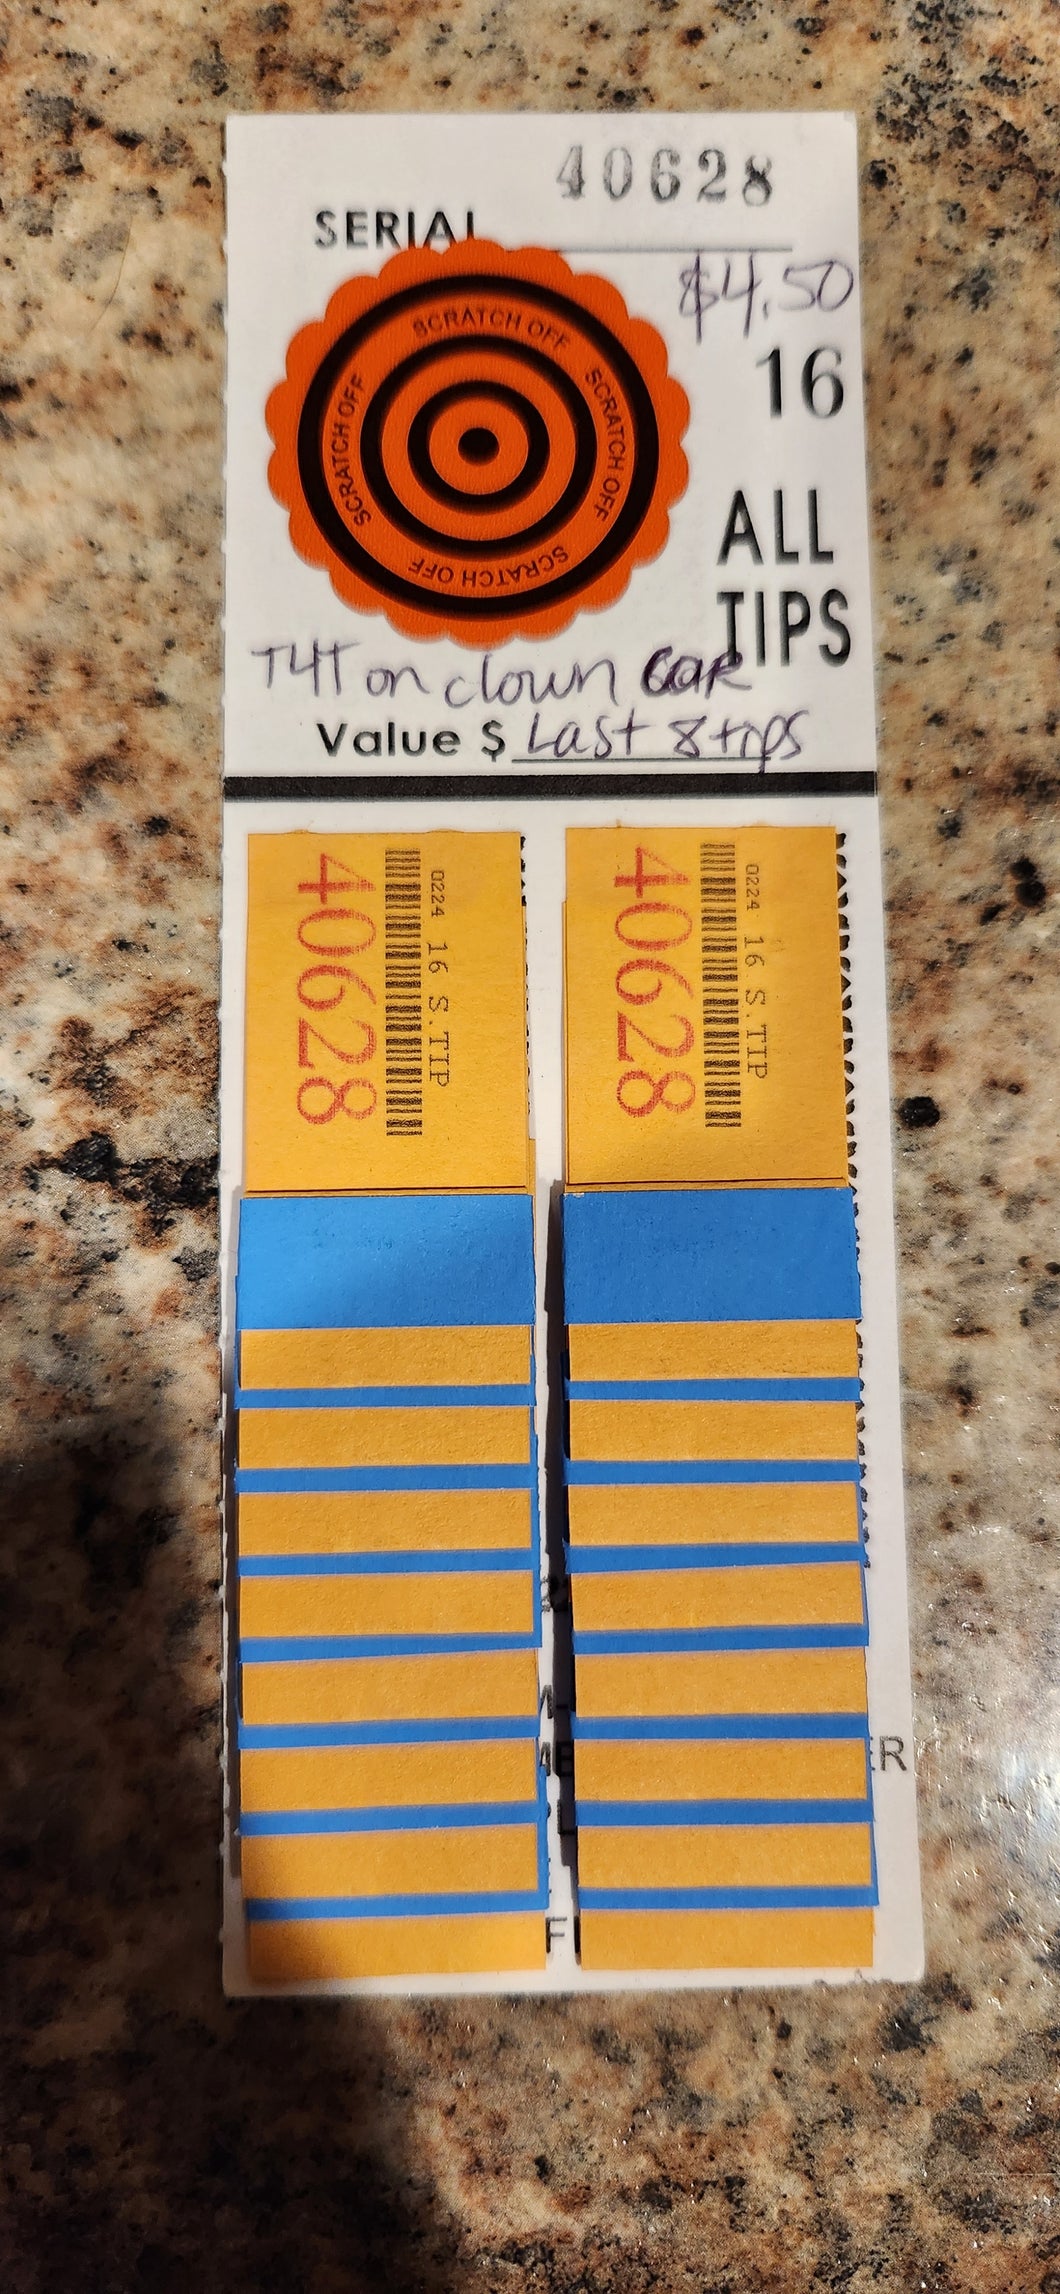 40628
SERIAL
$4.50
SCRATCH OFF
SCRATCH OFF
SCRATCH OFF
SCRATCH OFF
16
ALL
TIPS
T4T on clown car
Value $ Last 8 tips
40628
0224 16 S.TIP
40628
0224 16 S.TIP